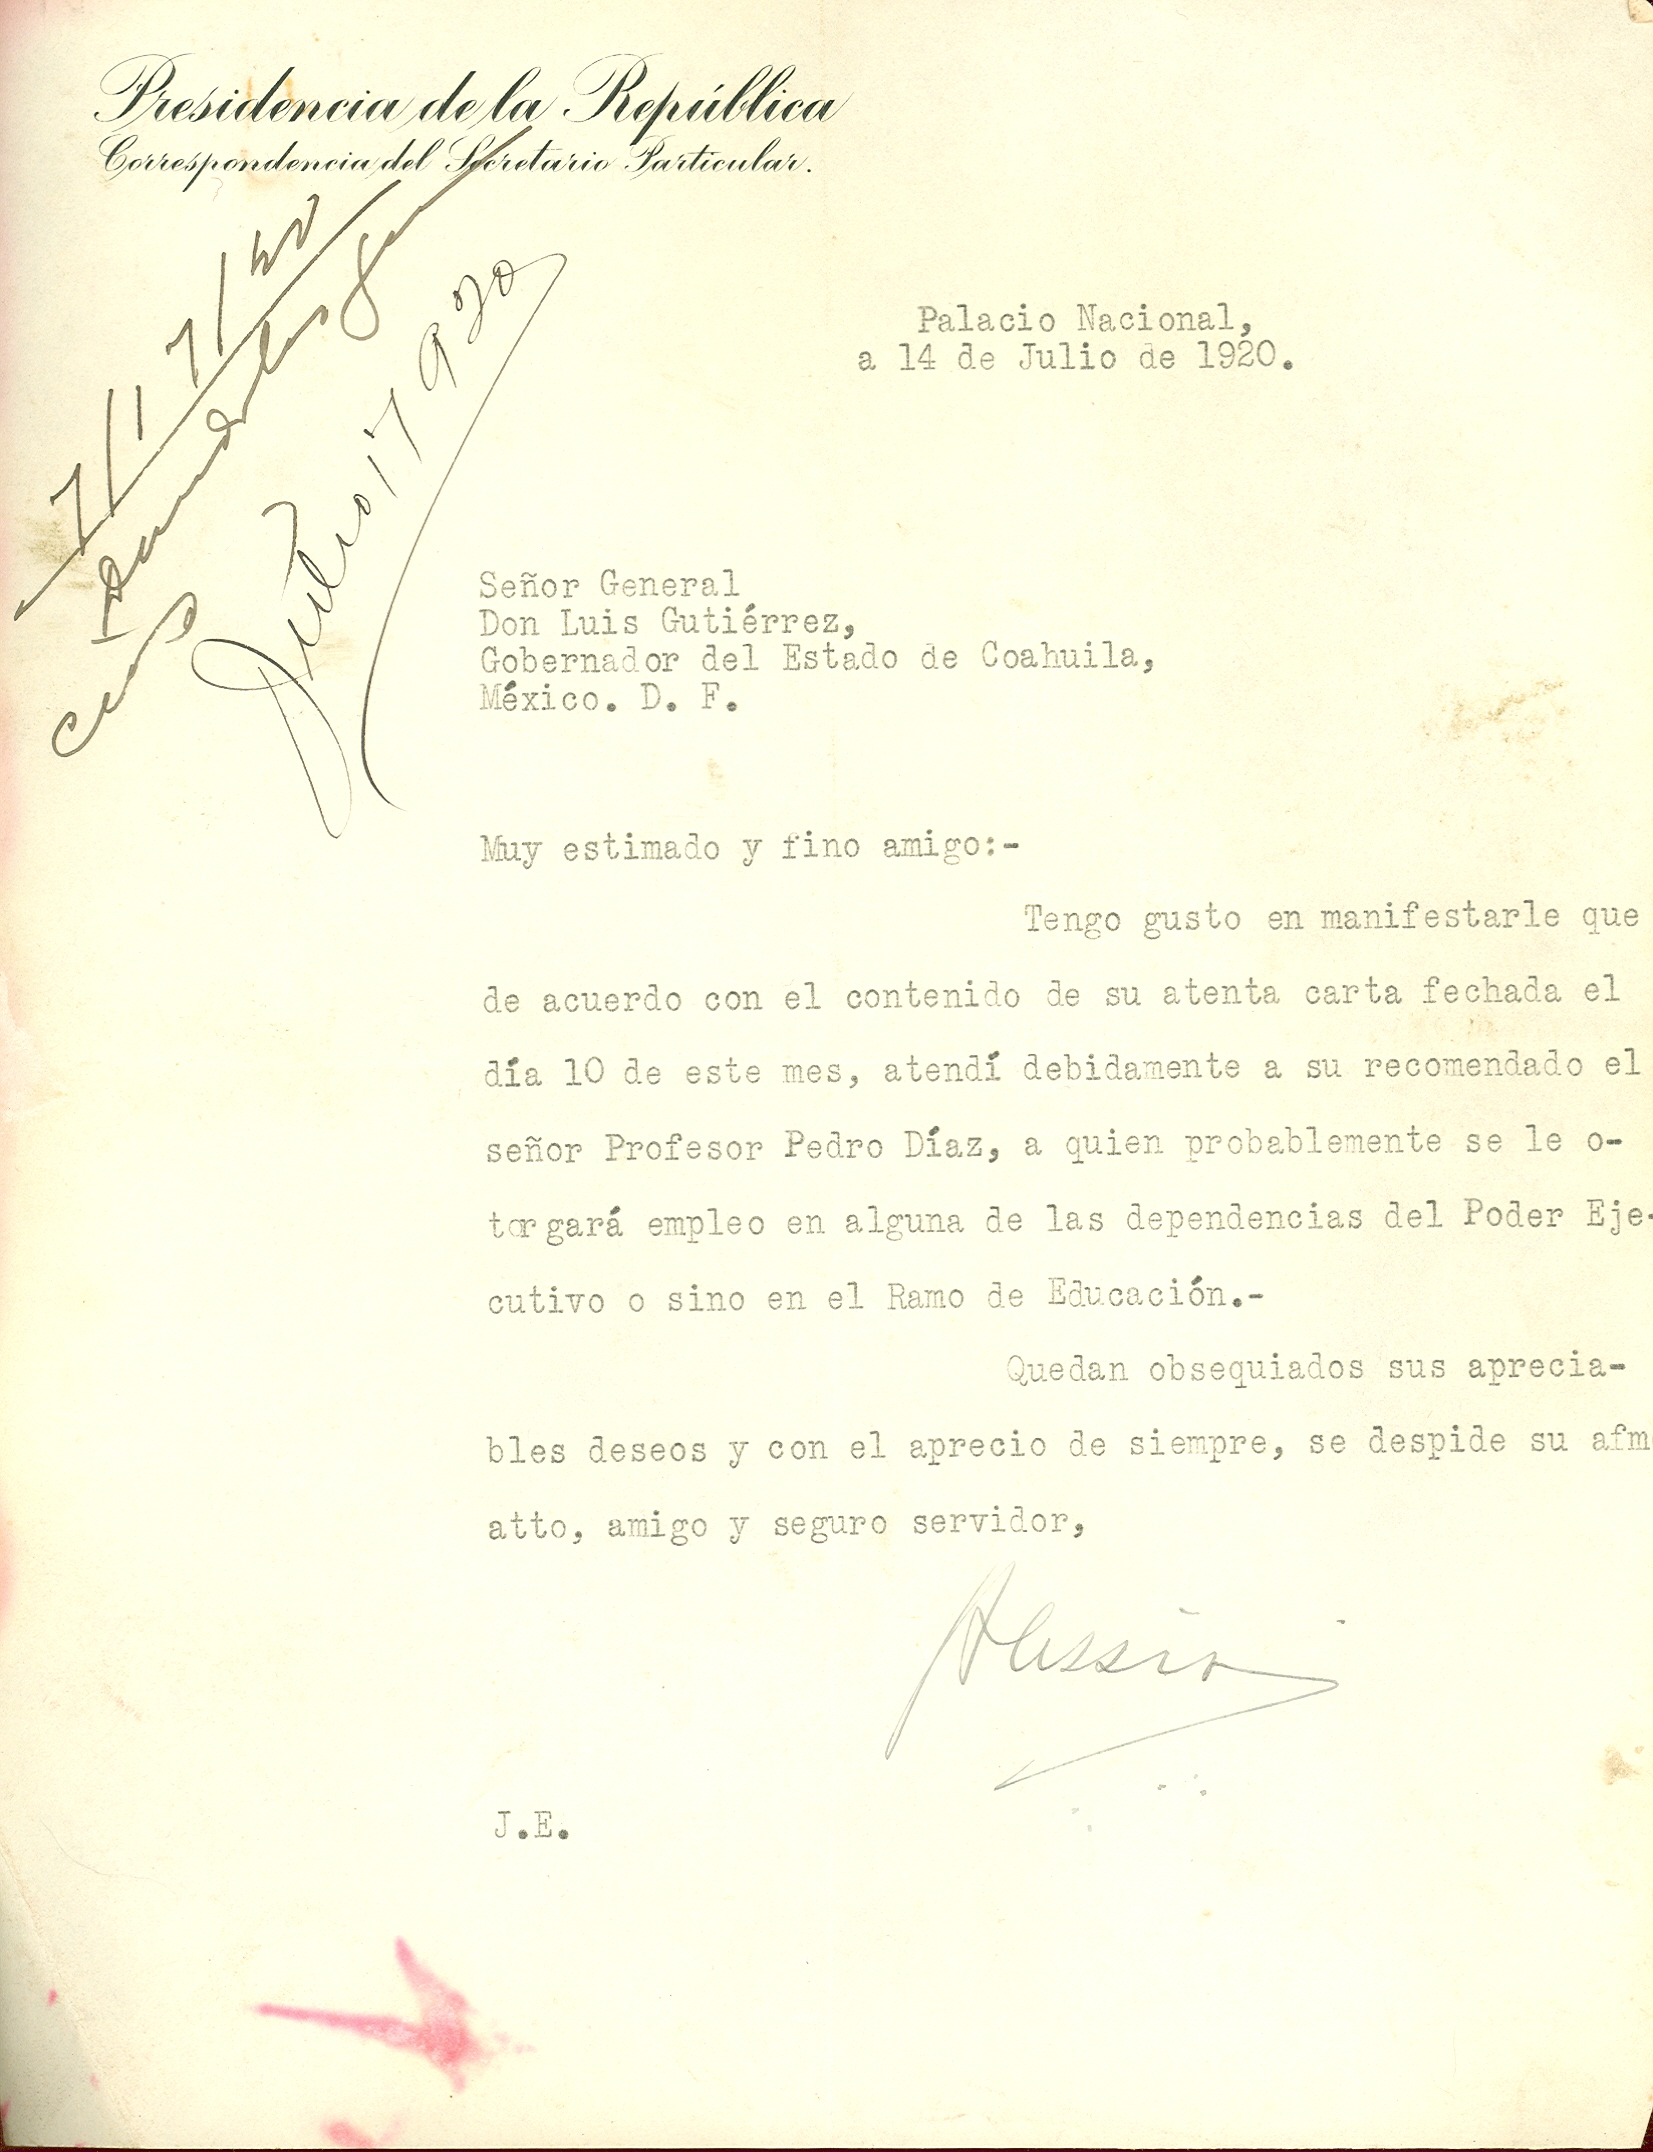 Presidencia de la República
Correspondencia del Secretario Particular.
7/17/20
Julio 17 920
Palacio Nacional,
a 14 de Julio de 1920.
Señor General
Don Luis Gutiérrez,
Gobernador del Estado de Coahuila,
México. D. F.
Muy estimado y fino amigo:-
Tengo gusto en manifestarle que
de acuerdo con el contenido de su atenta carta fechada el
día 10 de este mes, atendí debidamente a su recomendado el
señor Profesor Pedro Díaz, a quien probablemente se le o-
torgará empleo en alguna de las dependencias del Poder Eje-
cutivo o sino en el Ramo de Educación.-
Quedan obsequiados sus aprecia-
bles deseos y con el aprecio de siempre, se despide su afmo
atto, amigo y seguro servidor,
Alessio
J.E.